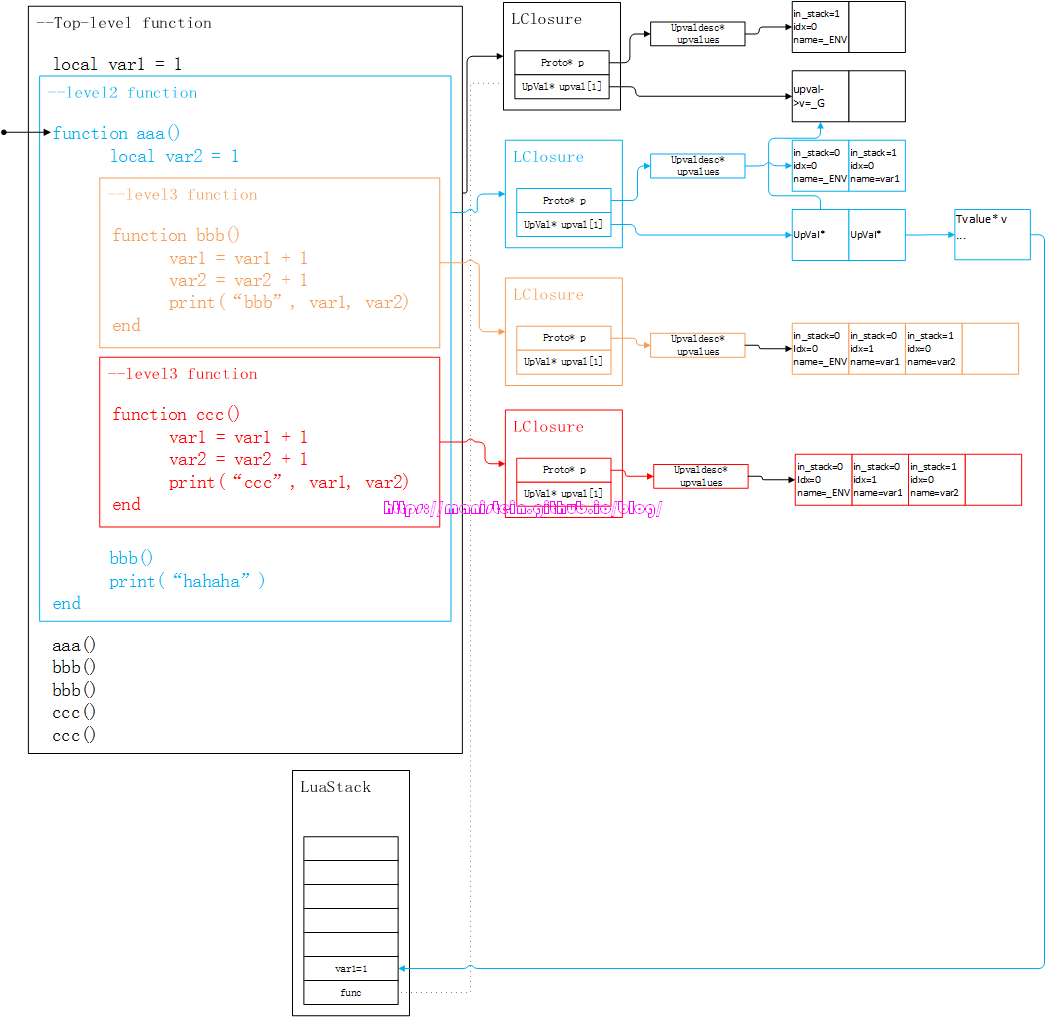 --Top-level function
local var1 = 1
--level2 function
function aaa()
local var2 = 1
--level3 function
function bbb()
var1 = var1 + 1
var2 = var2 + 1
print(“bbb”, var1, var2)
end
--level3 function
function ccc()
var1 = var1 + 1
var2 = var2 + 1
print(“ccc”, var1, var2)
end
bbb()
print(“hahaha”)
end
aaa()
bbb()
bbb()
ccc()
ccc()
LClosure
Proto* p
UpVal* upval[1]
Upvaldesc*
upvalues
in_stack=1
idx=0
name=_ENV
upval-
>v=_G
LClosure
Proto* p
UpVal* upval[1]
Upvaldesc*
upvalues
in_stack=0
idx=0
name=_ENV
in_stack=1
idx=0
name=var1
UpVal*
UpVal*
Tvalue* v
...
LClosure
Proto* p
UpVal* upval[1]
Upvaldesc*
upvalues
in_stack=0
Idx=0
name=_ENV
in_stack=0
idx=1
name=var1
in_stack=1
idx=0
name=var2
LClosure
Proto* p
UpVal* upval[1]
Upvaldesc*
upvalues
in_stack=0
Idx=0
name=_ENV
in_stack=0
idx=1
name=var1
in_stack=1
idx=0
name=var2
https://manistein.github.io/blog/
LuaStack
var1=1
func